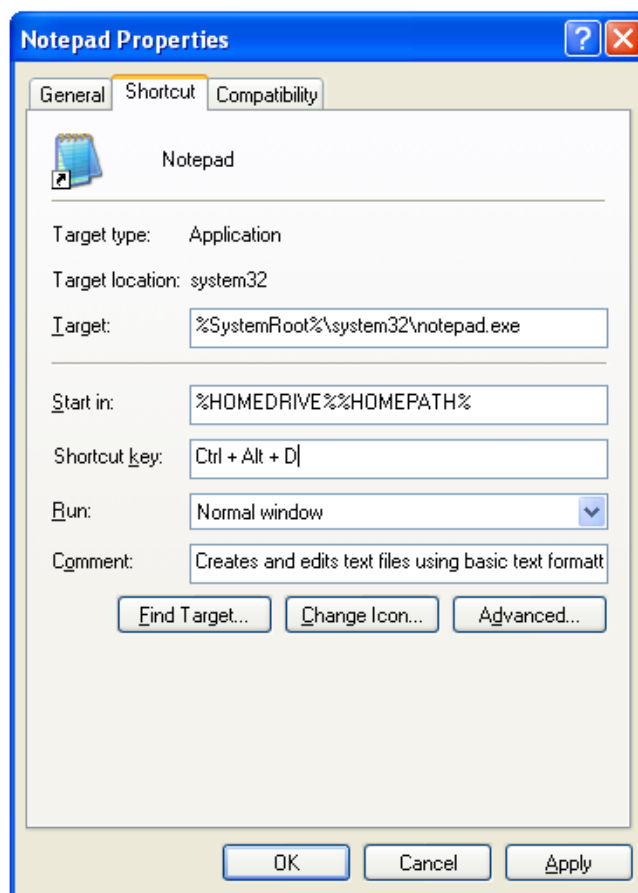 Notepad Properties
General Shortcut Compatibility
Notepad
Target type: Application
Target location: system32
Target: %SystemRoot%\system32\notepad.exe
Start in: %HOMEDRIVE%%HOMEPATH%
Shortcut key: Ctrl + Alt + D
Run: Normal window
Comment: Creates and edits text files using basic text formatt
Find Target... Change Icon... Advanced...
OK Cancel Apply